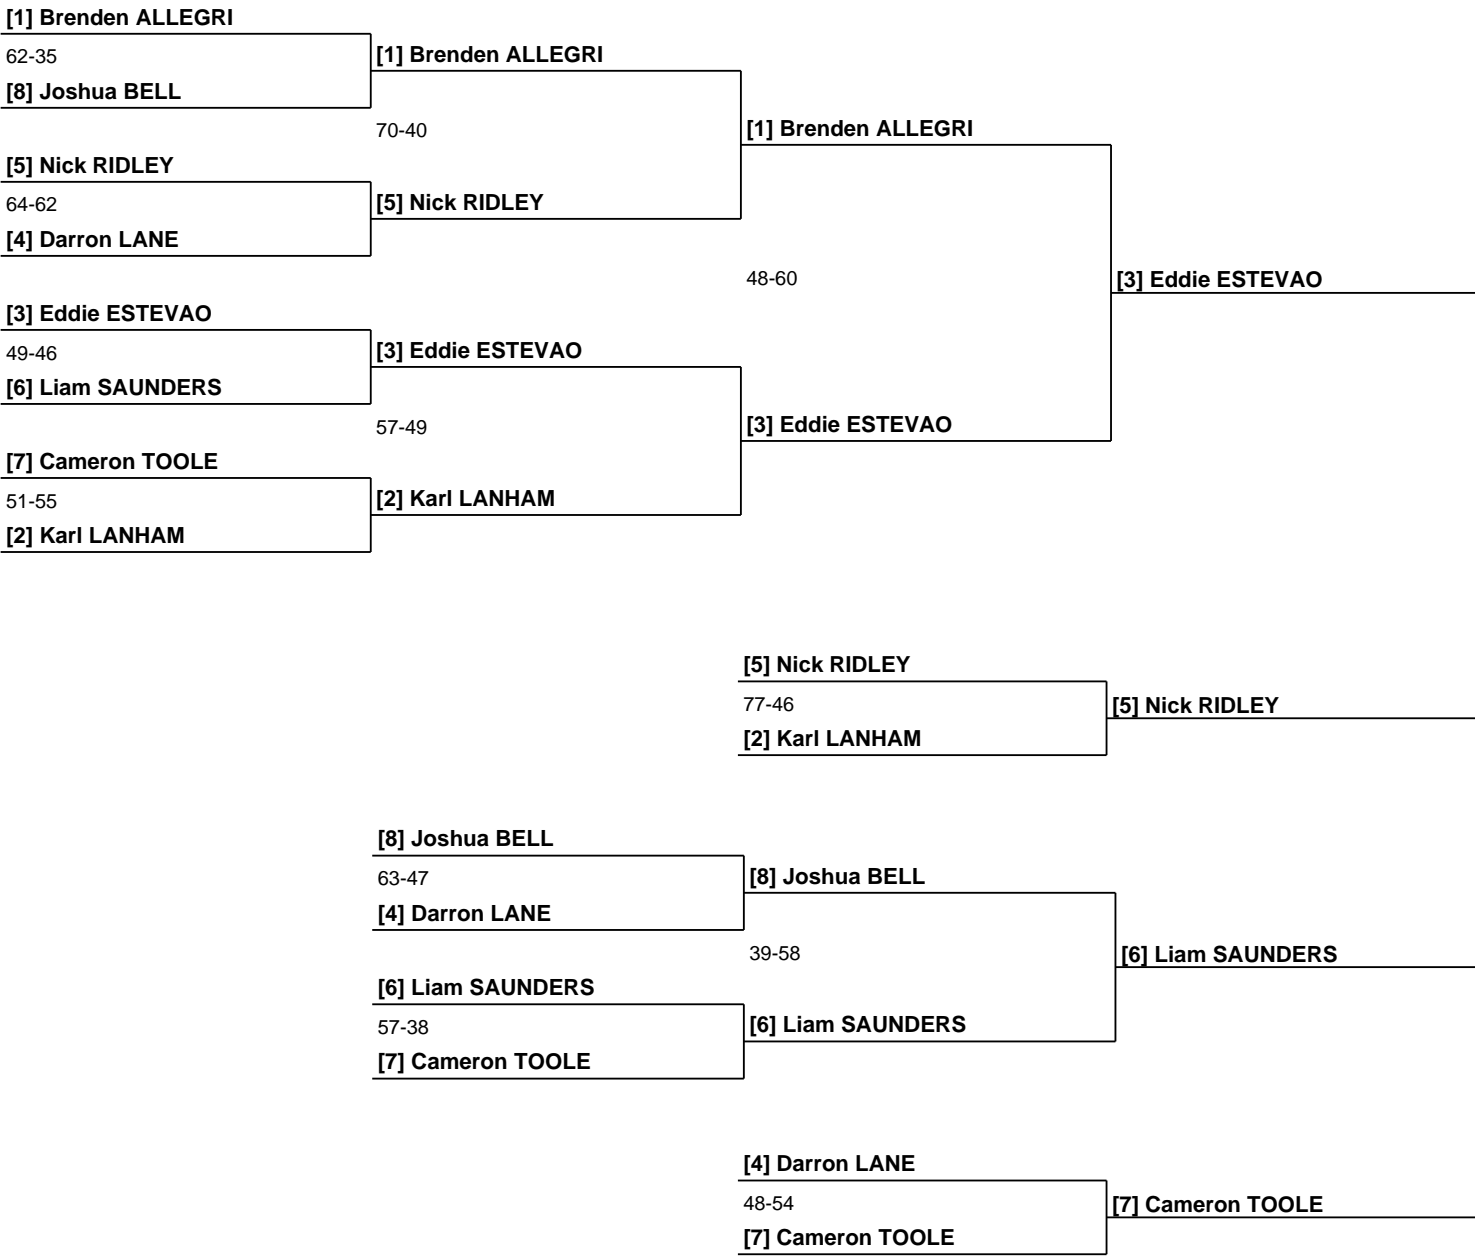 [1] Brenden ALLEGRI
62-35
[1] Brenden ALLEGRI
[8] Joshua BELL
70-40
[1] Brenden ALLEGRI
[5] Nick RIDLEY
64-62
[5] Nick RIDLEY
[4] Darron LANE
48-60
[3] Eddie ESTEVAO
[3] Eddie ESTEVAO
49-46
[3] Eddie ESTEVAO
[6] Liam SAUNDERS
57-49
[3] Eddie ESTEVAO
[7] Cameron TOOLE
51-55
[2] Karl LANHAM
[2] Karl LANHAM
[5] Nick RIDLEY
77-46
[5] Nick RIDLEY
[2] Karl LANHAM
[8] Joshua BELL
63-47
[8] Joshua BELL
[4] Darron LANE
39-58
[6] Liam SAUNDERS
[6] Liam SAUNDERS
57-38
[6] Liam SAUNDERS
[7] Cameron TOOLE
[4] Darron LANE
48-54
[7] Cameron TOOLE
[7] Cameron TOOLE